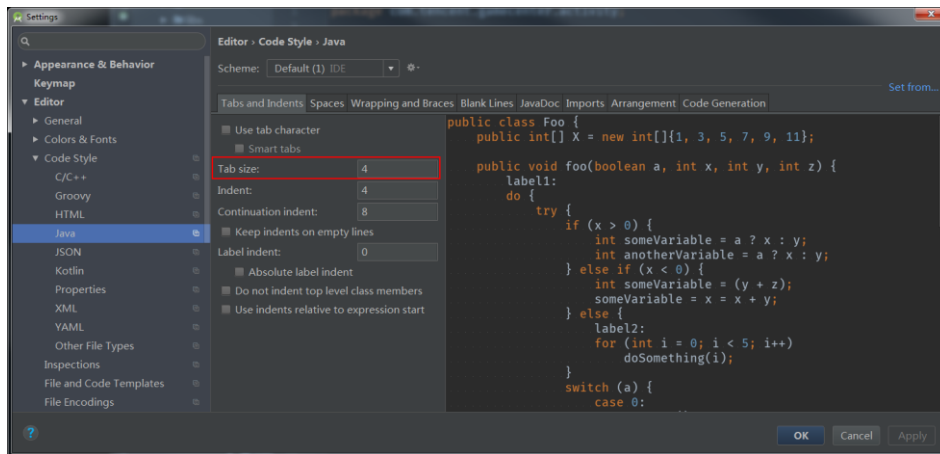 Settings
Editor › Code Style › Java
Appearance & Behavior
Keymap
Editor
General
Colors & Fonts
Code Style
C/C++
Groovy
HTML
Java
JSON
Kotlin
Properties
XML
YAML
Other File Types
Inspections
File and Code Templates
File Encodings
Scheme: Default (1) IDE
Set from...
Tabs and Indents Spaces Wrapping and Braces Blank Lines JavaDoc Imports Arrangement Code Generation
Use tab character
Smart tabs
Tab size: 4
Indent: 4
Continuation indent: 8
Keep indents on empty lines
Label indent: 0
Absolute label indent
Do not indent top level class members
Use indents relative to expression start
public class Foo {
public int[] X = new int[]{1, 3, 5, 7, 9, 11};
public void foo(boolean a, int x, int y, int z) {
label1:
do {
try {
if (x > 0) {
int someVariable = a ? x : y;
int anotherVariable = a ? x : y;
} else if (x < 0) {
int someVariable = (y + z);
someVariable = x = x + y;
} else {
label2:
for (int i = 0; i < 5; i++)
doSomething(i);
}
switch (a) {
case 0:
? OK Cancel Apply